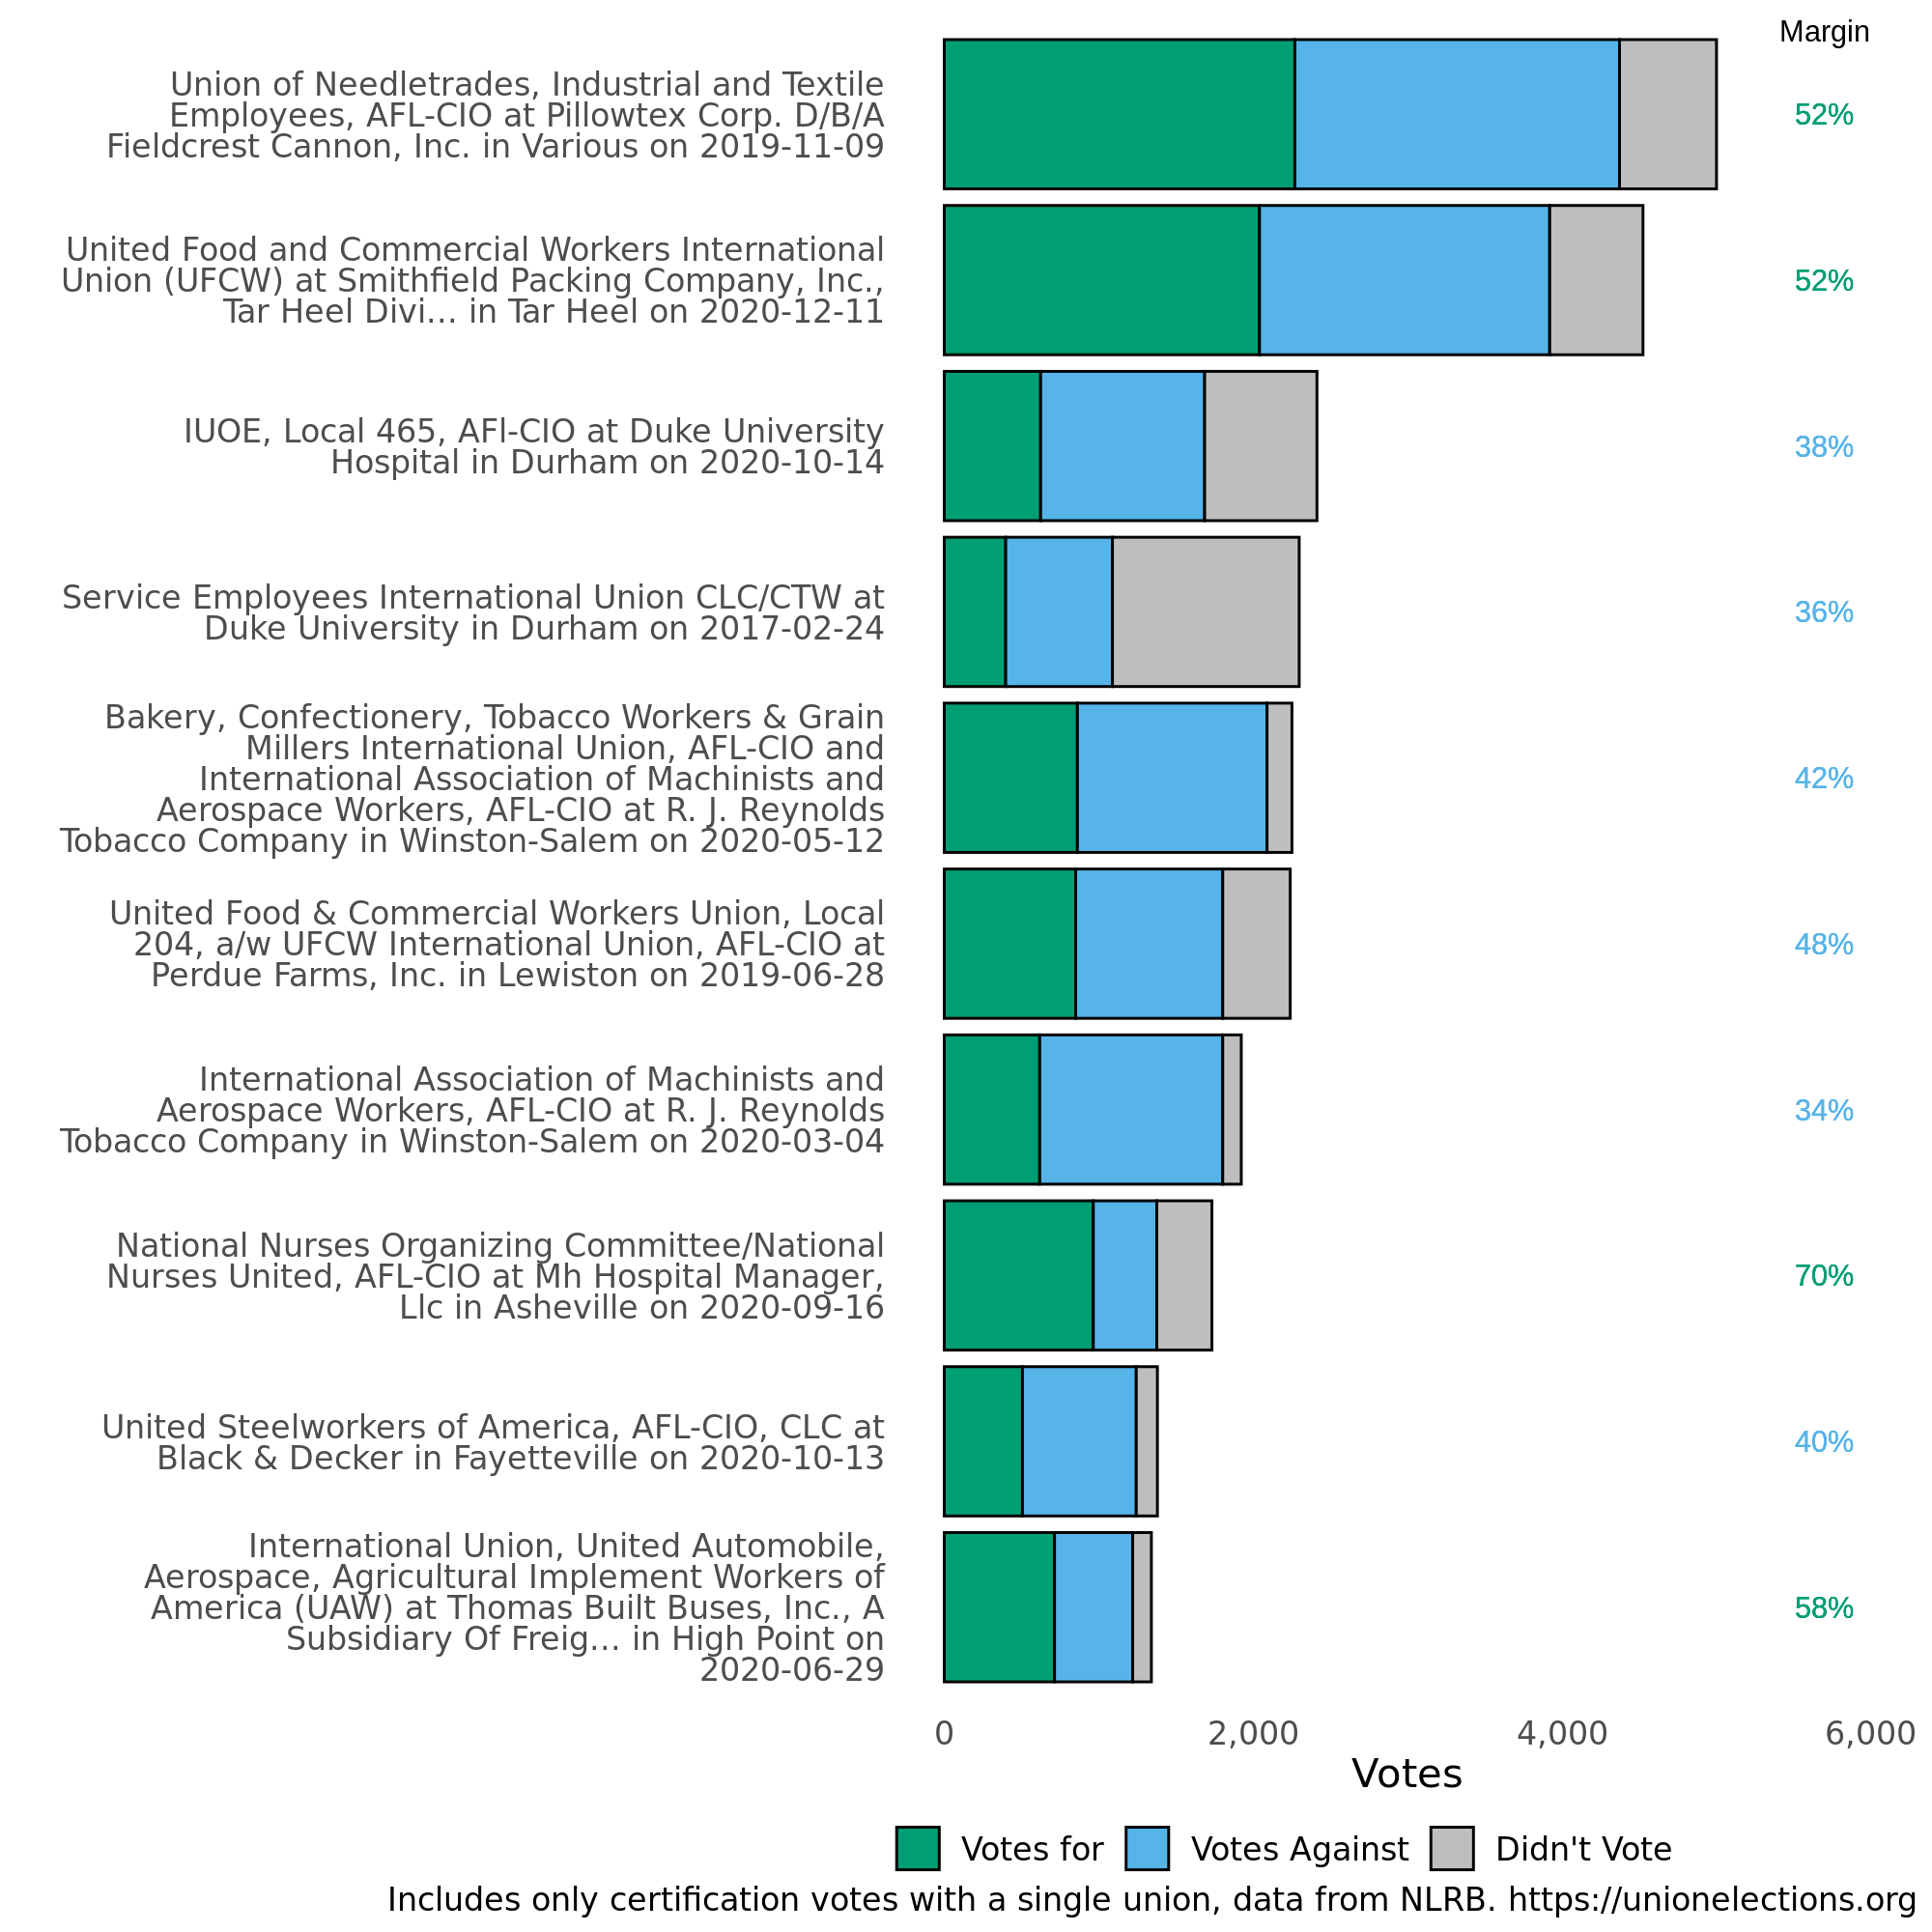 Margin
Union of Needletrades, Industrial and Textile
Employees, AFL-CIO at Pillowtex Corp. D/B/A
Fieldcrest Cannon, Inc. in Various on 2019-11-09
52%
United Food and Commercial Workers International
Union (UFCW) at Smithfield Packing Company, Inc.,
Tar Heel Divi... in Tar Heel on 2020-12-11
52%
IUOE, Local 465, AFl-CIO at Duke University
Hospital in Durham on 2020-10-14
38%
Service Employees International Union CLC/CTW at
Duke University in Durham on 2017-02-24
36%
Bakery, Confectionery, Tobacco Workers & Grain
Millers International Union, AFL-CIO and
International Association of Machinists and
Aerospace Workers, AFL-CIO at R. J. Reynolds
Tobacco Company in Winston-Salem on 2020-05-12
42%
United Food & Commercial Workers Union, Local
204, a/w UFCW International Union, AFL-CIO at
Perdue Farms, Inc. in Lewiston on 2019-06-28
48%
International Association of Machinists and
Aerospace Workers, AFL-CIO at R. J. Reynolds
Tobacco Company in Winston-Salem on 2020-03-04
34%
National Nurses Organizing Committee/National
Nurses United, AFL-CIO at Mh Hospital Manager,
Llc in Asheville on 2020-09-16
70%
United Steelworkers of America, AFL-CIO, CLC at
Black & Decker in Fayetteville on 2020-10-13
40%
International Union, United Automobile,
Aerospace, Agricultural Implement Workers of
America (UAW) at Thomas Built Buses, Inc., A
Subsidiary Of Freig... in High Point on
2020-06-29
58%
0 2,000 4,000 6,000
Votes
Votes for Votes Against Didn't Vote
Includes only certification votes with a single union, data from NLRB. https://unionelections.org